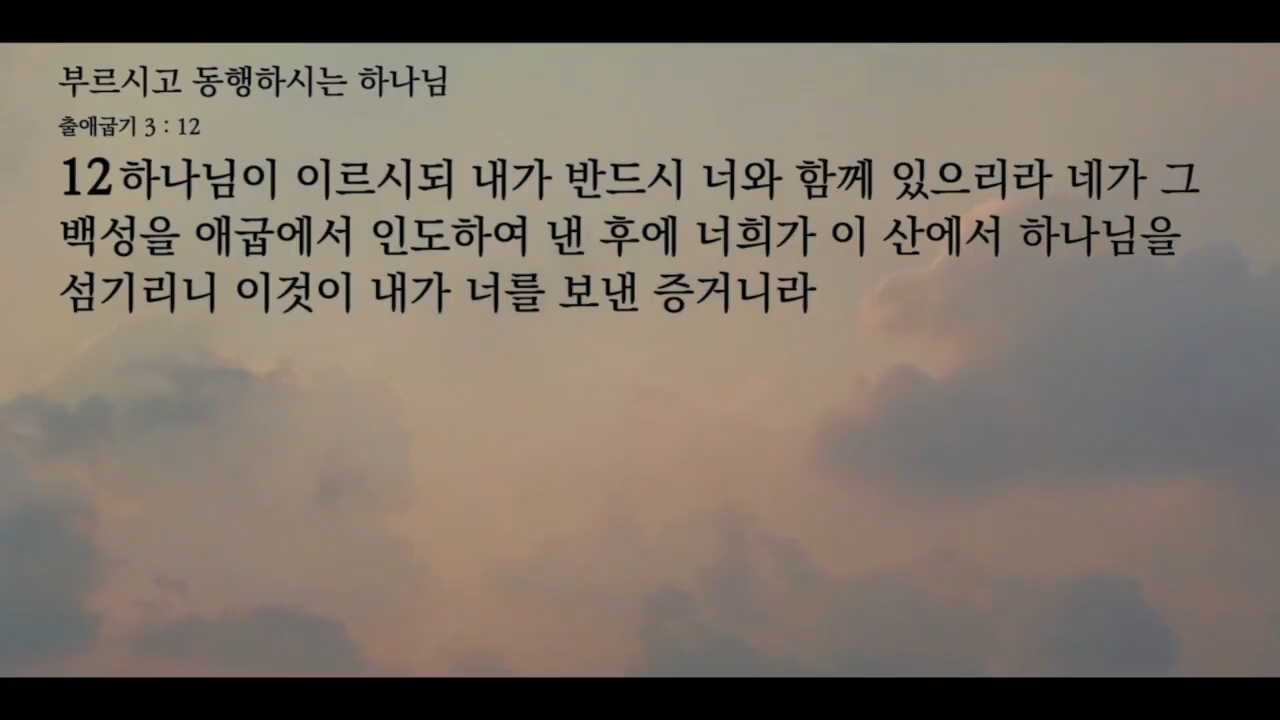 부르시고 동행하시는 하나님
출애굽기 3 : 12
12하나님이 이르시되 내가 반드시 너와 함께 있으리라 네가 그
백성을 애굽에서 인도하여 낸 후에 너희가 이 산에서 하나님을
섬기리니 이것이 내가 너를 보낸 증거니라